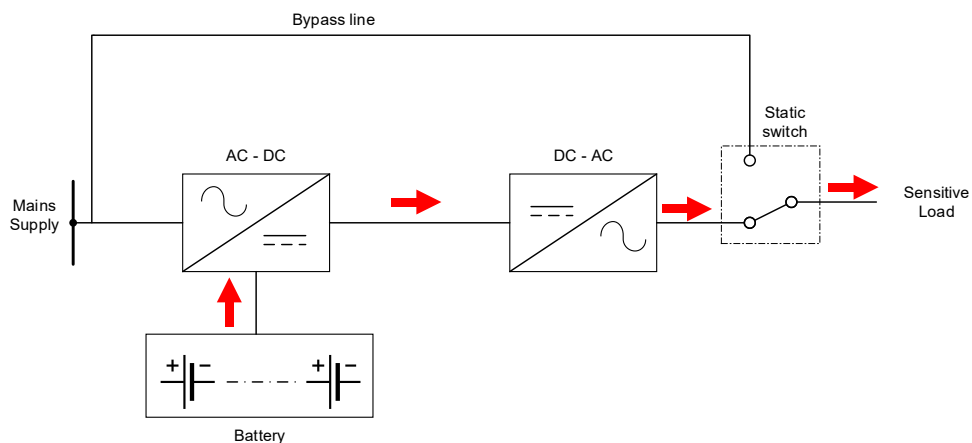 Bypass line
Static
switch
AC - DC
DC - AC
Mains
Supply
Sensitive
Load
+ − + −
Battery